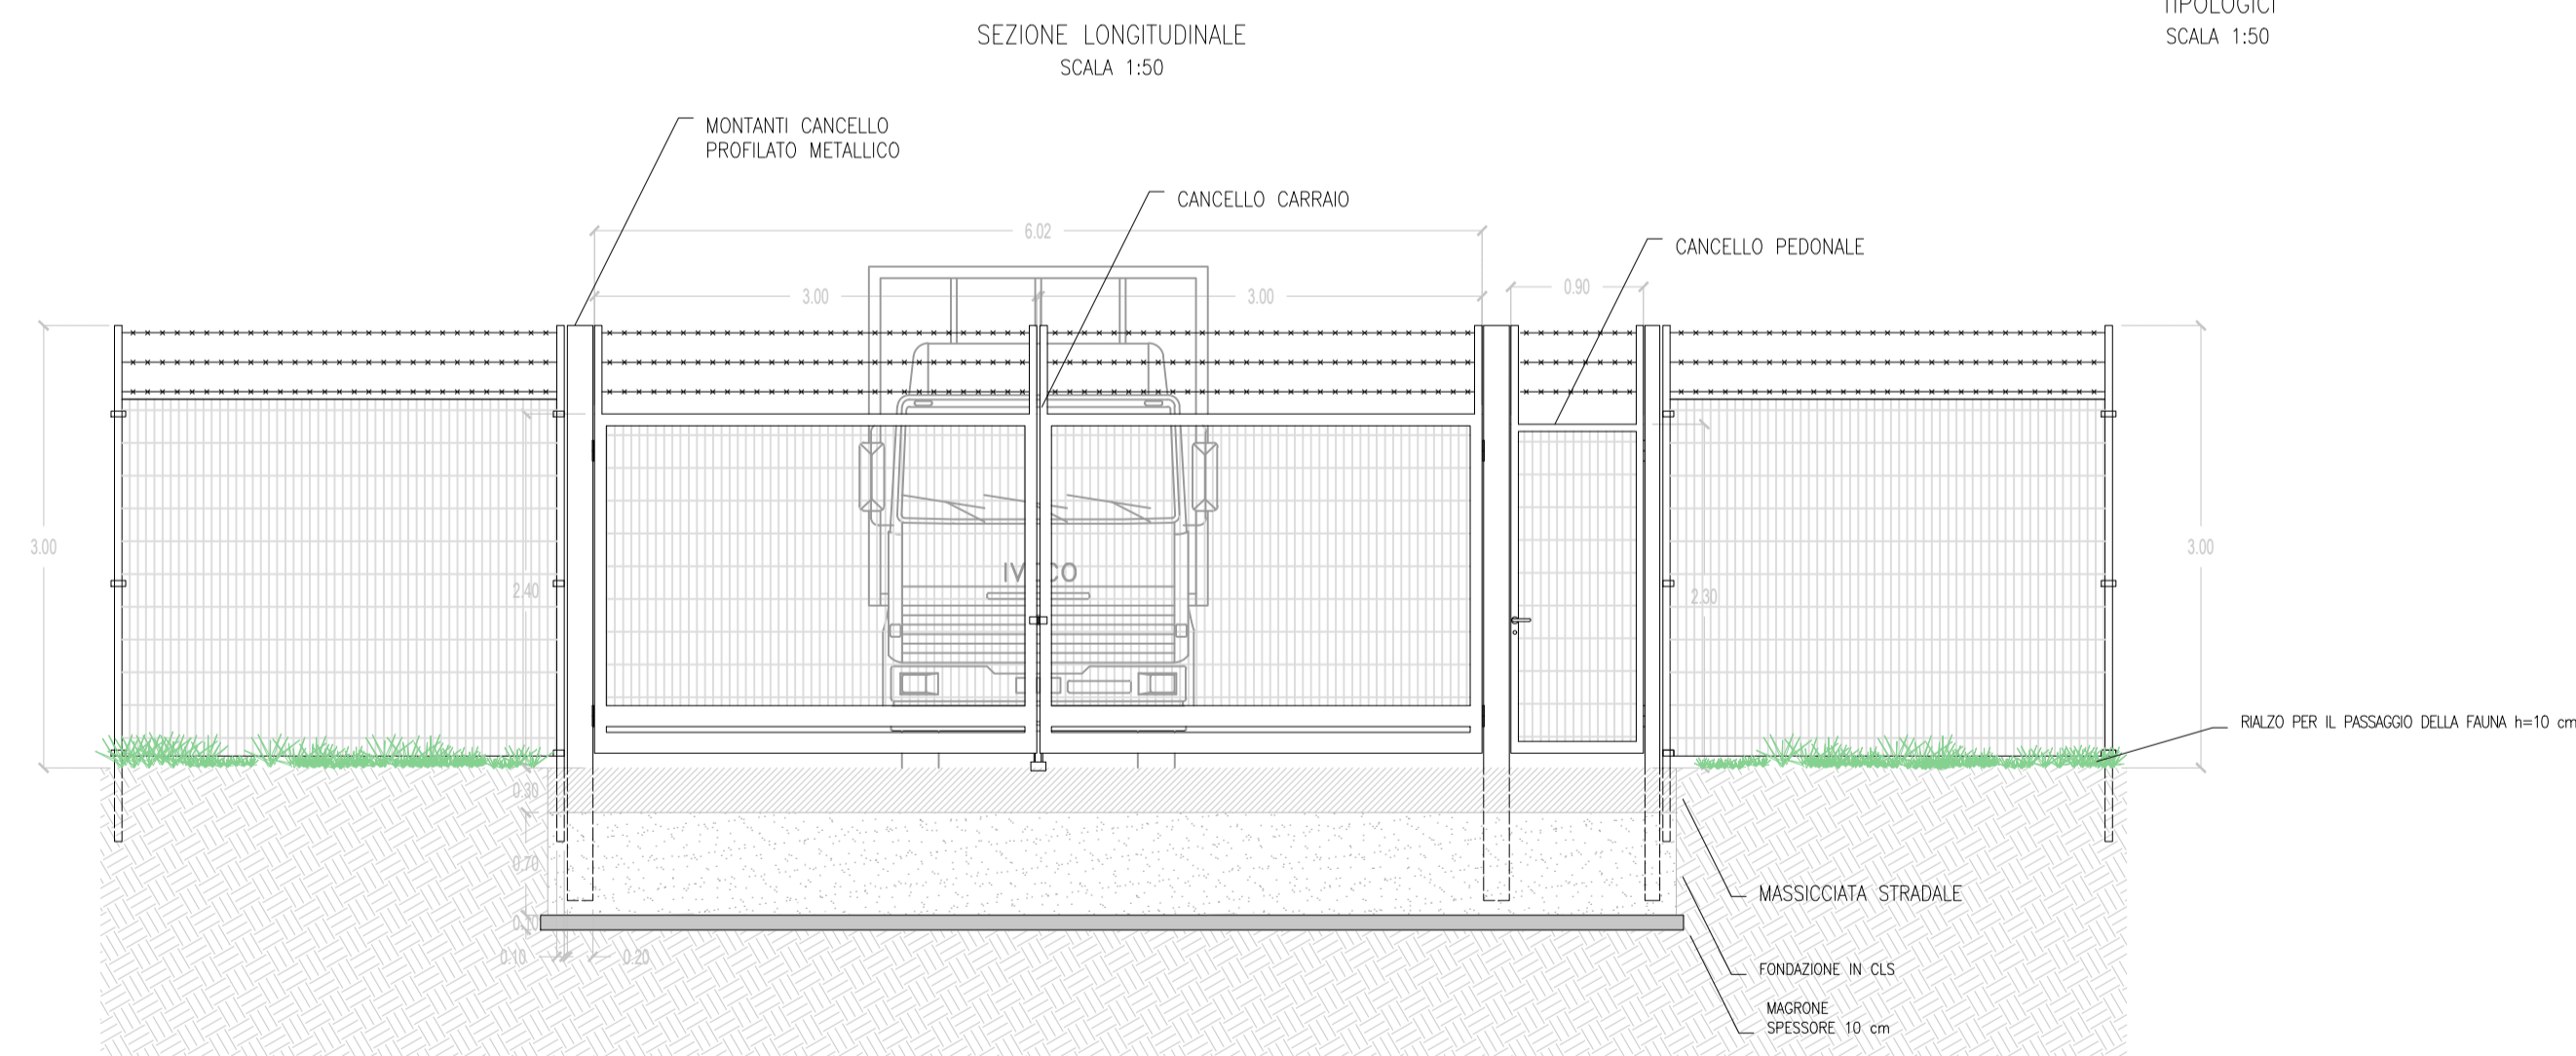 TIPOLOGICI
SCALA 1:50
SEZIONE LONGITUDINALE
SCALA 1:50
MONTANTI CANCELLO
PROFILATO METALLICO
CANCELLO CARRAIO
6.02
CANCELLO PEDONALE
3.00
3.00
0.90
3.00
3.00
IVECO
2.40
2.30
RIALZO PER IL PASSAGGIO DELLA FAUNA h=10 cm
0.30
0.70
MASSICCIATA STRADALE
0.10
0.10
0.20
FONDAZIONE IN CLS
MAGRONE
SPESSORE 10 cm